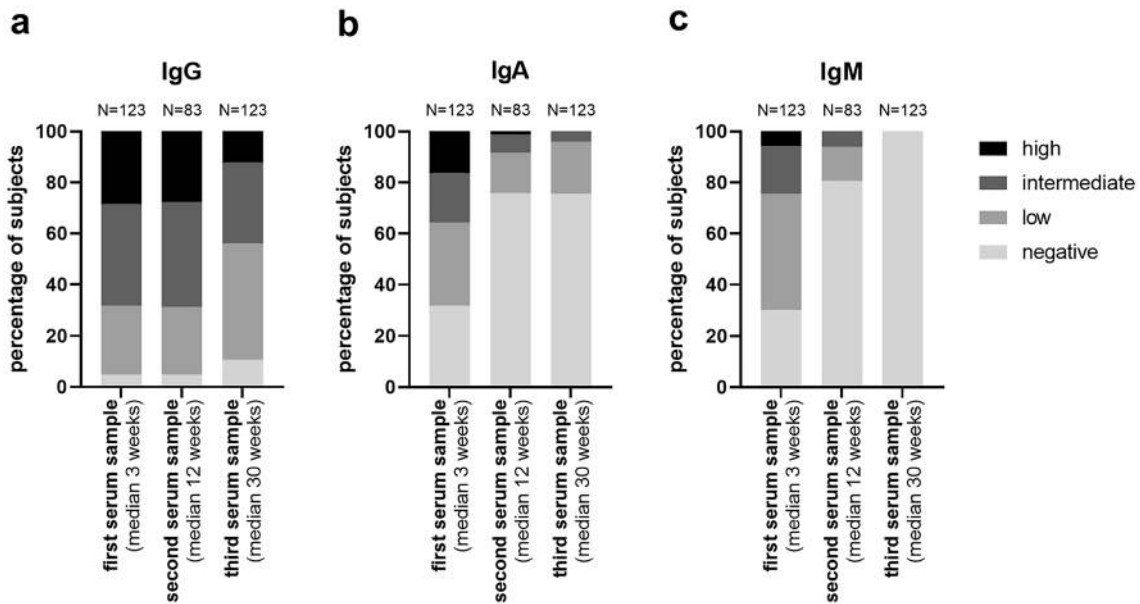 a
IgG
N=123 N=83 N=123
percentage of subjects
100
80
60
40
20
0
first serum sample
(median 3 weeks)
second serum sample
(median 12 weeks)
third serum sample
(median 30 weeks)
b
IgA
N=123 N=83 N=123
percentage of subjects
100
80
60
40
20
0
first serum sample
(median 3 weeks)
second serum sample
(median 12 weeks)
third serum sample
(median 30 weeks)
c
IgM
N=123 N=83 N=123
percentage of subjects
100
80
60
40
20
0
first serum sample
(median 3 weeks)
second serum sample
(median 12 weeks)
third serum sample
(median 30 weeks)
high
intermediate
low
negative